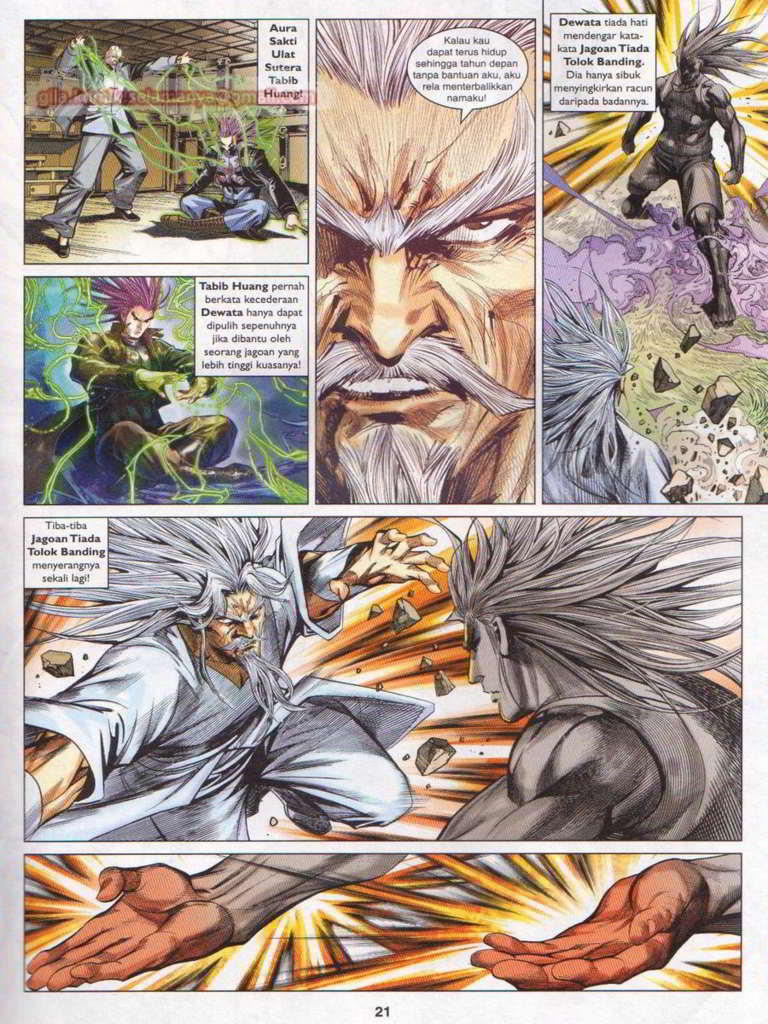 Aura
Sakti
Ulat
Sutera
Tabib
Huang!
Tabib Huang pernah
berkata kecederaan
Dewata hanya dapat
dipulih sepenuhnya
jika dibantu oleh
seorang jagoan yang
lebih tinggi kuasanya!
Kalau kau
dapat terus hidup
sehingga tahun depan
tanpa bantuan aku, aku
rela menterbalikkan
namaku!
Dewata tiada hati
mendengar kata-
kata Jagoan Tiada
Tolok Banding.
Dia hanya sibuk
menyingkirkan racun
daripada badannya.
Tiba-tiba
Jagoan Tiada
Tolok Banding
menyerang
sekali lagi!
21